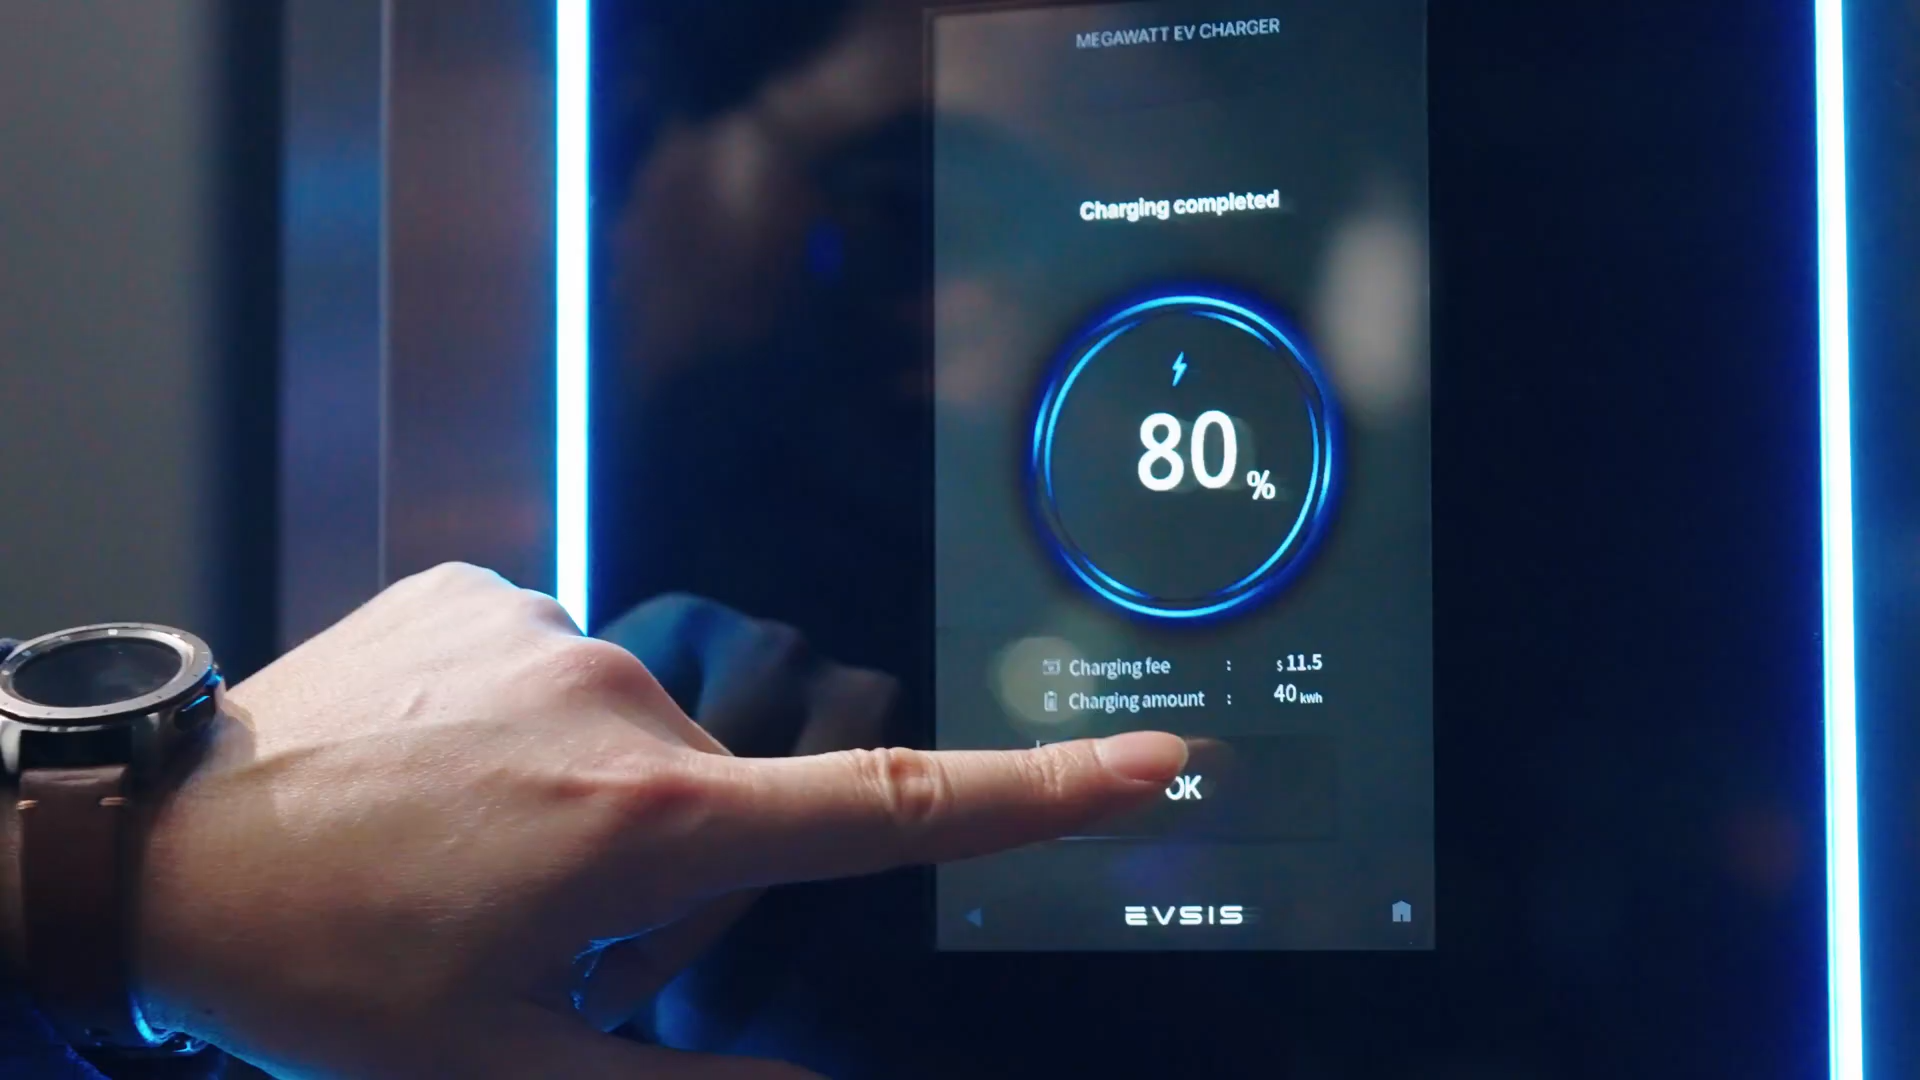 MEGAWATT EV CHARGER
Charging completed
80 %
Charging fee : $ 11.5
Charging amount : 40 kwh
OK
EVSIS